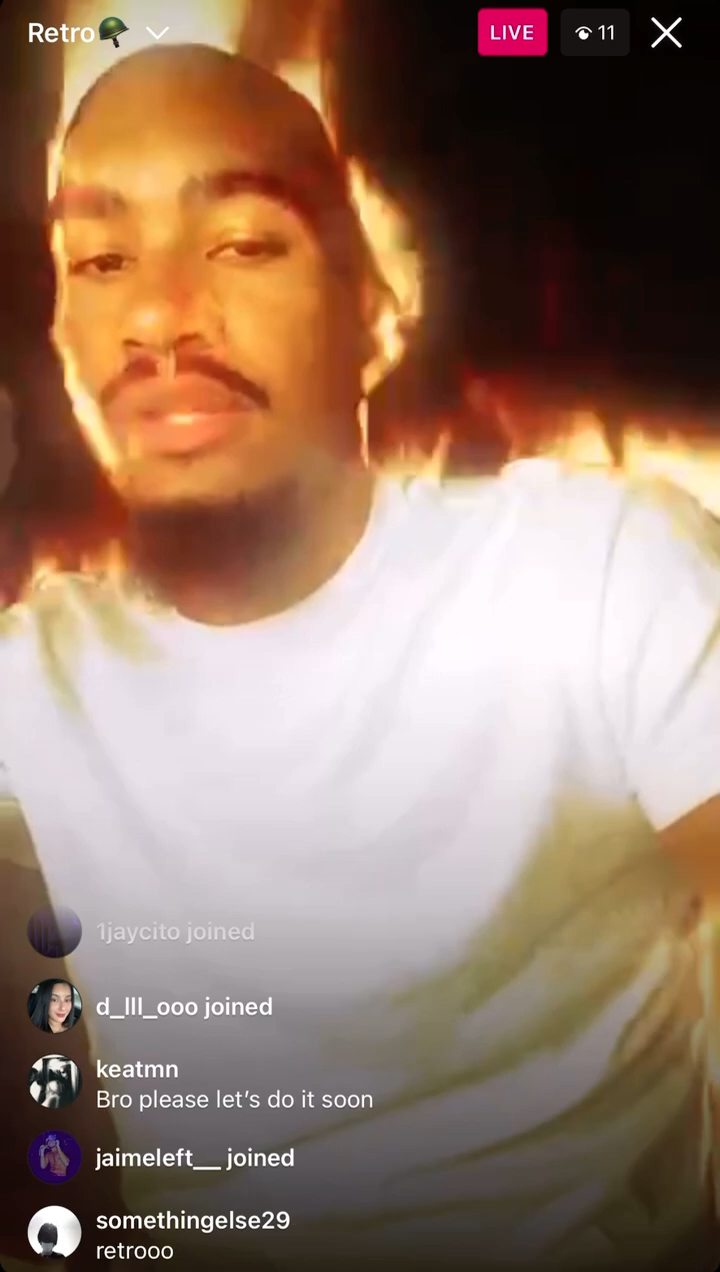 Retro🪖
LIVE
11
1jaycito joined
d_lll_ooo joined
keatmn
Bro please let’s do it soon
jaimeleft__ joined
somethingelse29
retrooo